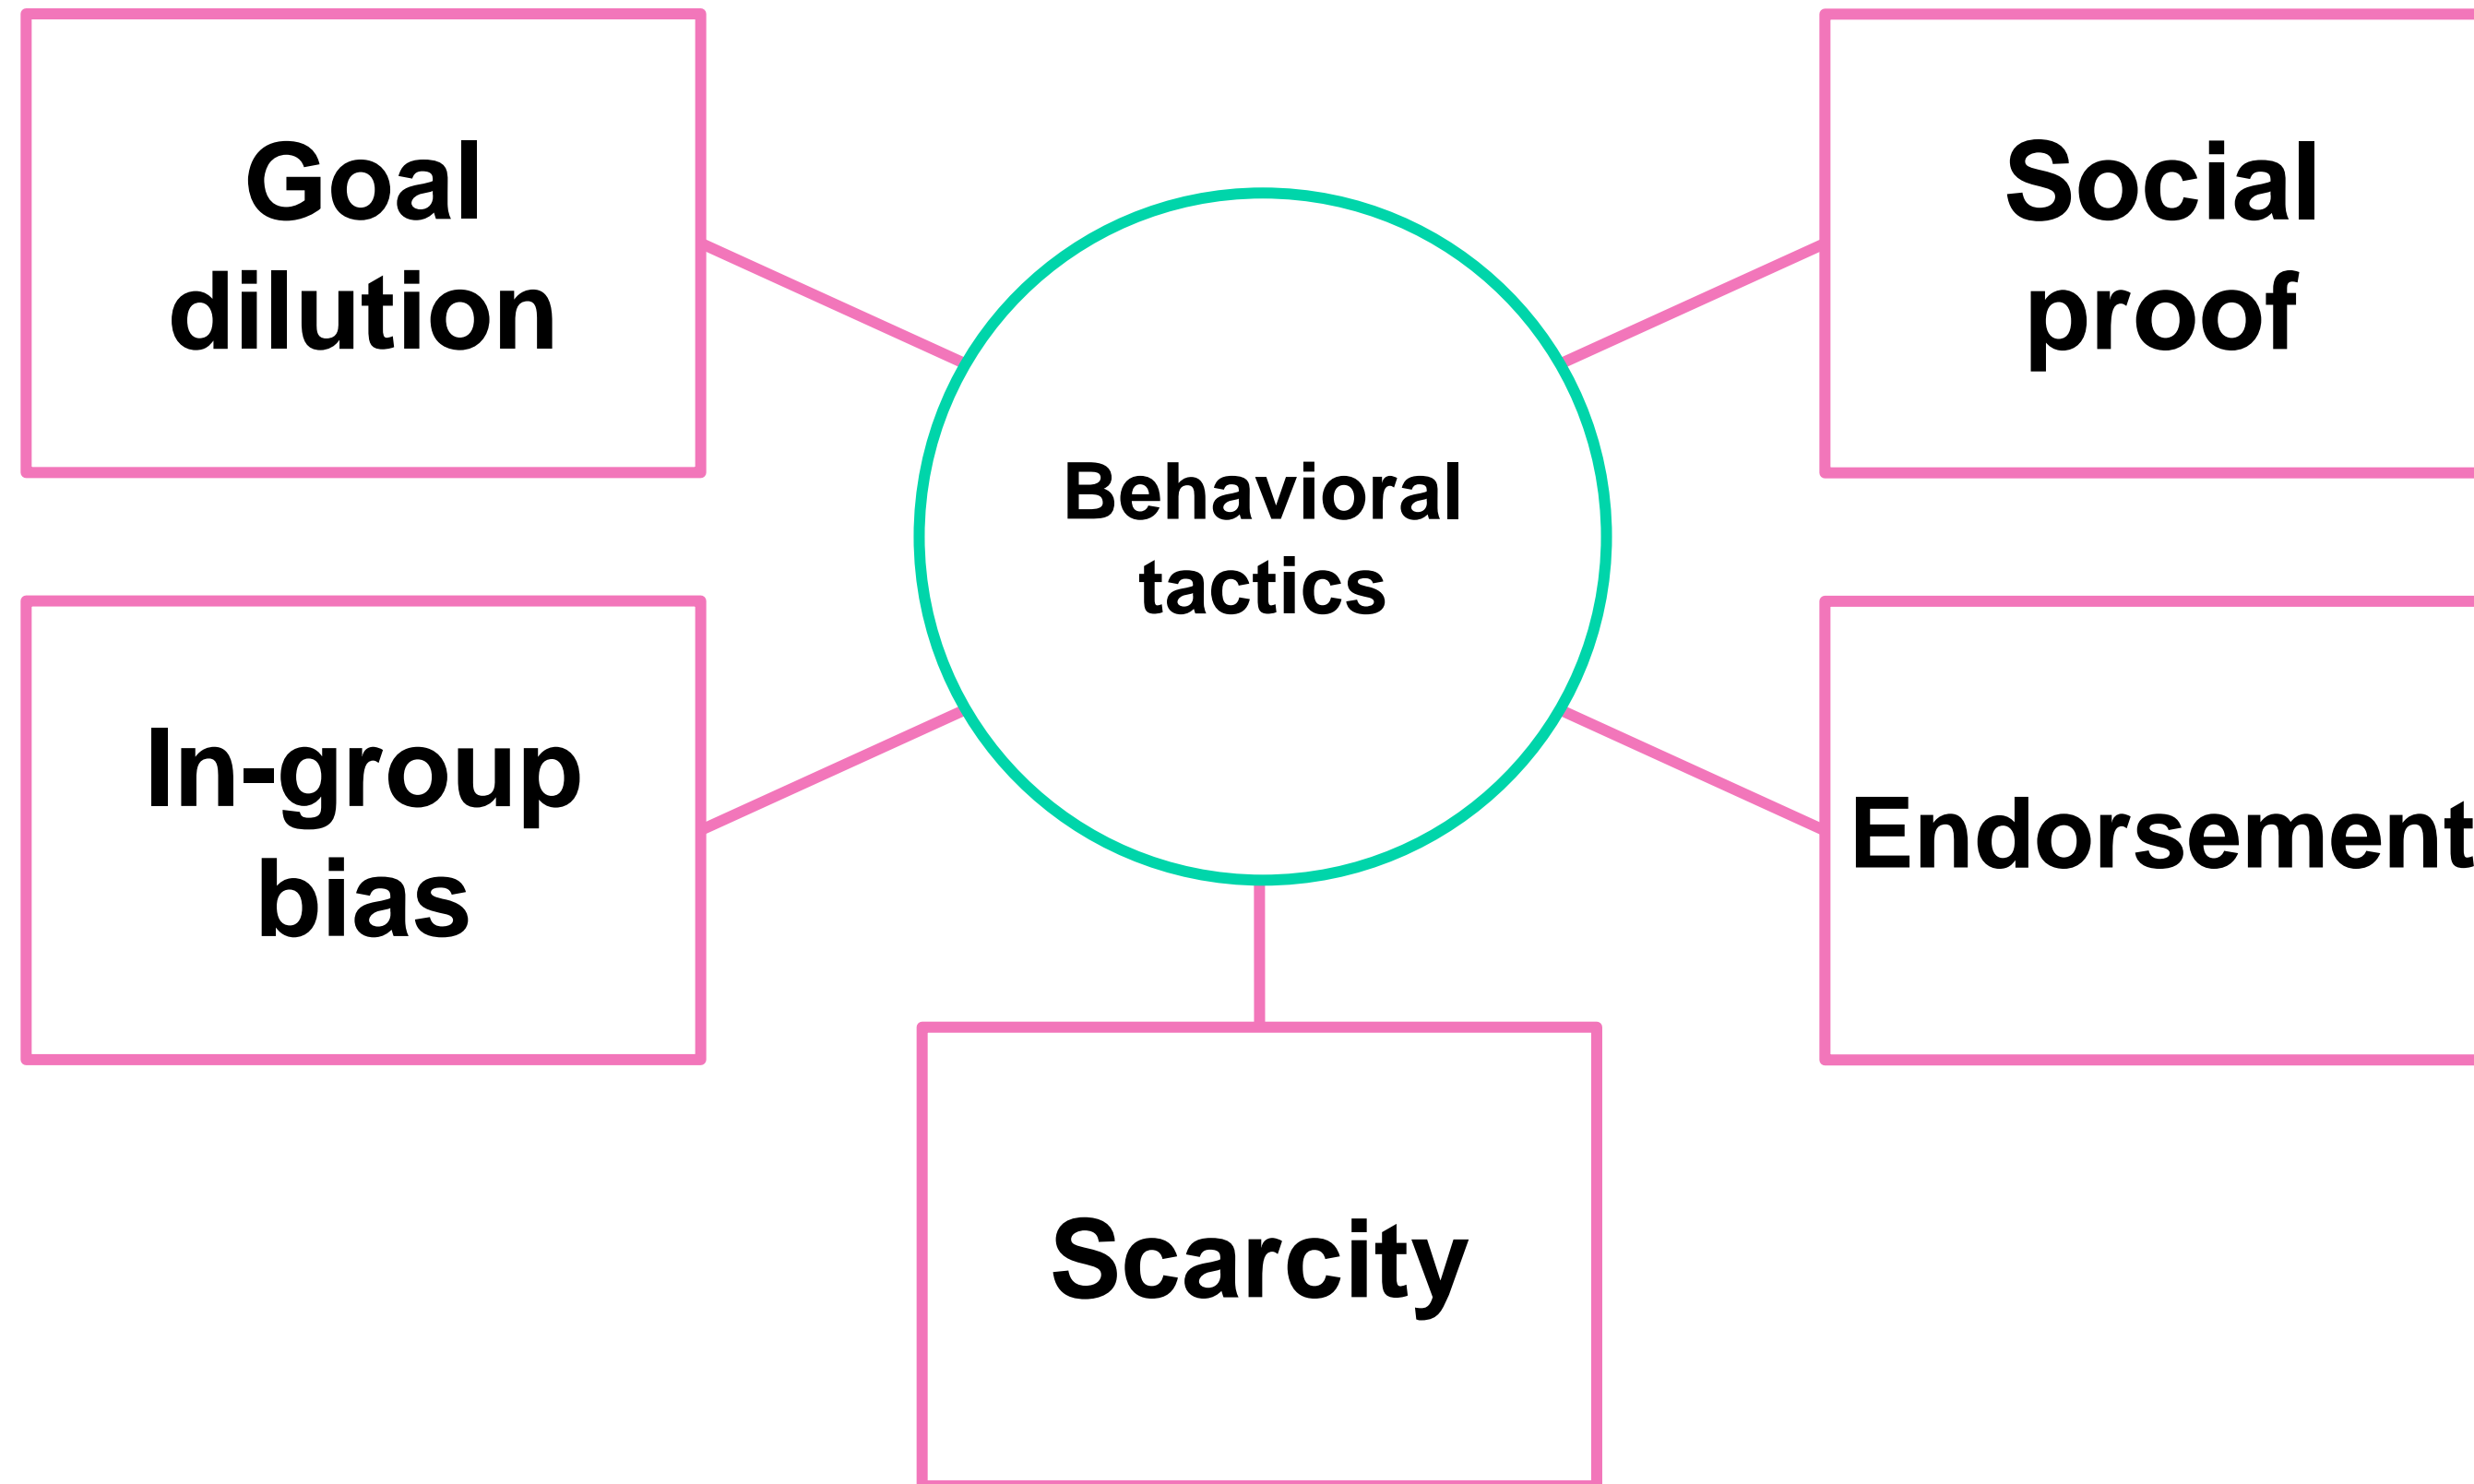 Goal
dilution
Social
proof
Behavioral
tactics
In-group
bias
Endorsement
Scarcity